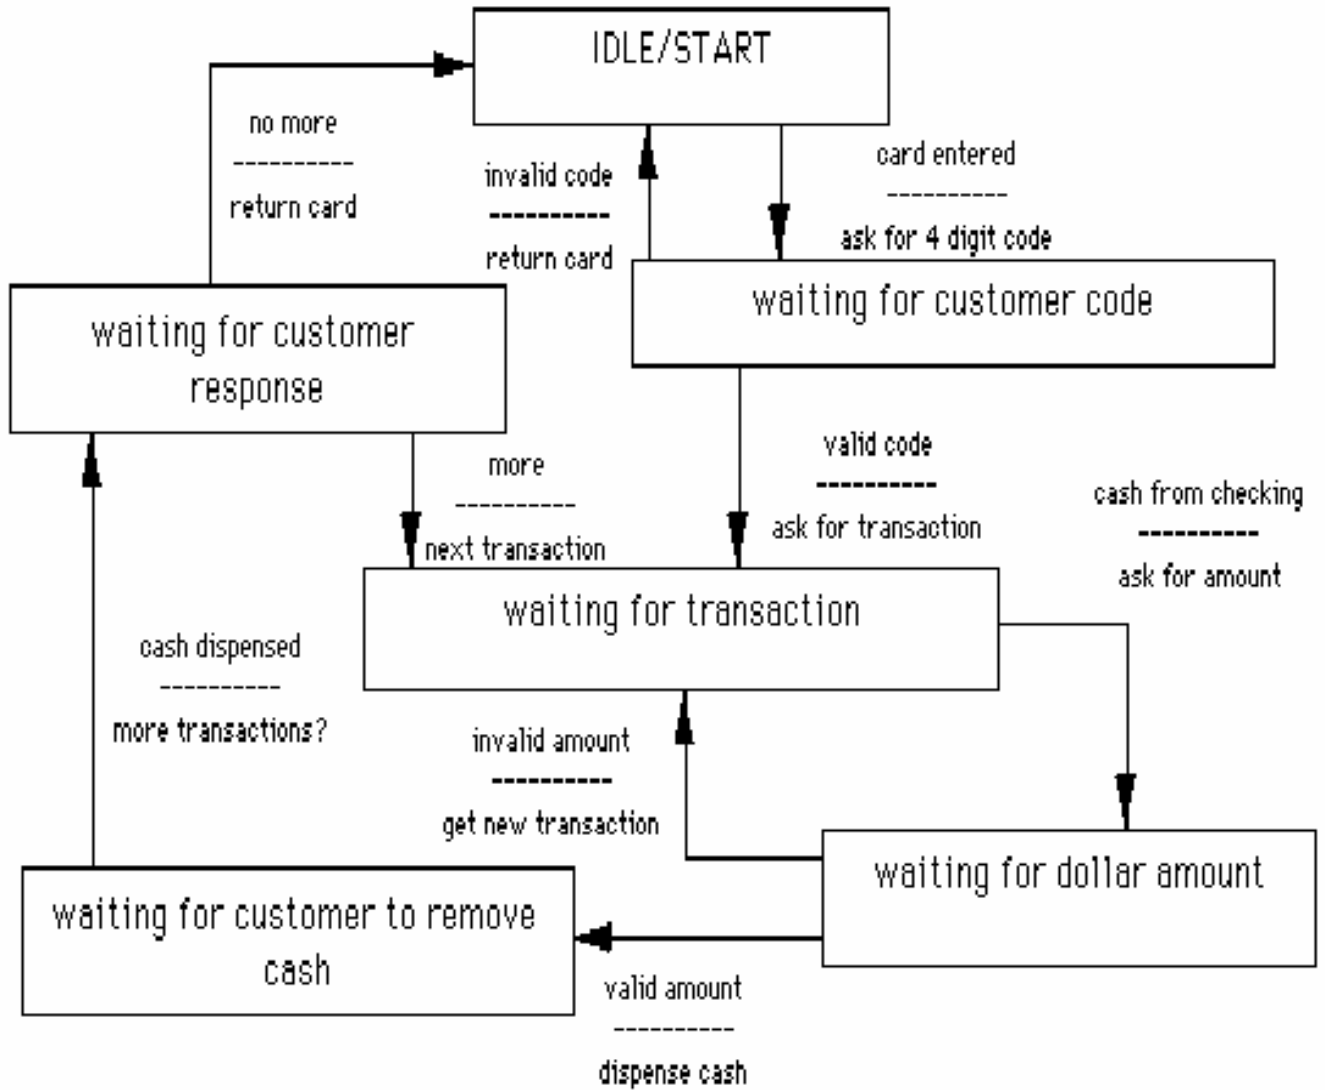 IDLE/START
no more
----------
return card
invalid code
----------
return card
card entered
----------
ask for 4 digit code
waiting for customer code
waiting for customer
response
valid code
----------
ask for transaction
more
----------
next transaction
cash from checking
----------
ask for amount
waiting for transaction
cash dispensed
----------
more transactions?
invalid amount
----------
get new transaction
waiting for dollar amount
waiting for customer to remove
cash
valid amount
----------
dispense cash